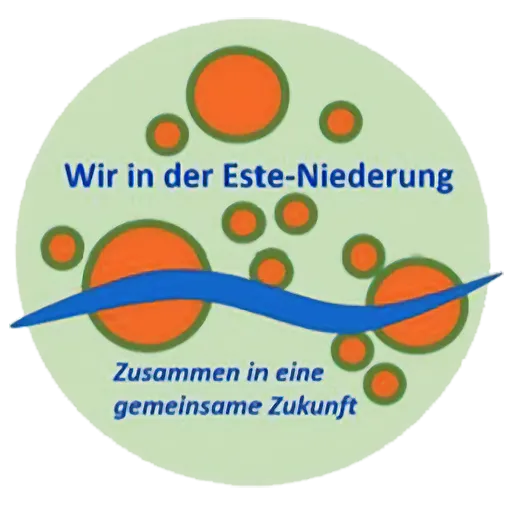 Wir in der Este-Niederung
Zusammen in eine
gemeinsame Zukunft